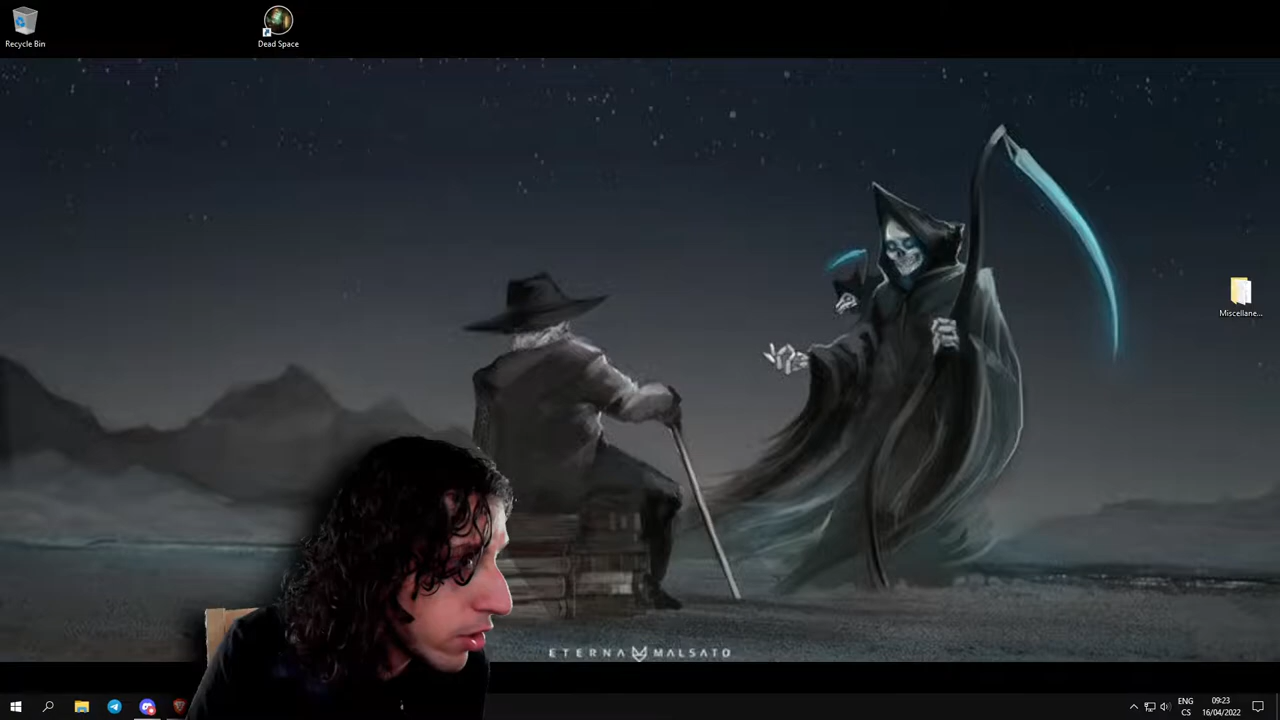 Recycle Bin
Dead Space
Miscellane...
ETERNA MALSATO
ENG
CS
09:23
16/04/2022